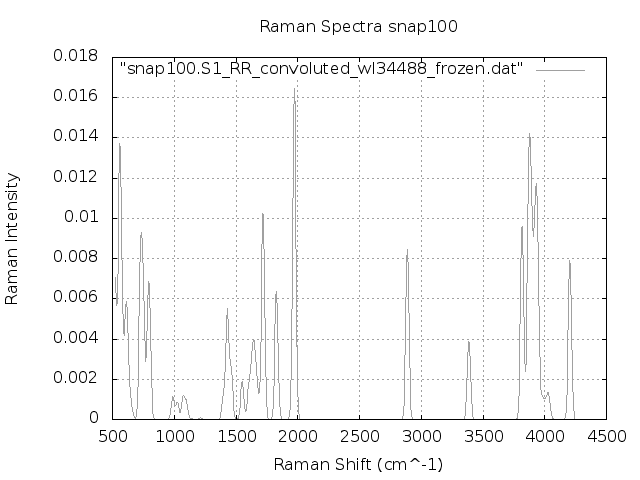 Raman Spectra snap100
"snap100.S1_RR_convoluted_wl34488_frozen.dat"
Raman Intensity
0.018
0.016
0.014
0.012
0.01
0.008
0.006
0.004
0.002
0
500 1000 1500 2000 2500 3000 3500 4000 4500
Raman Shift (cm^-1)